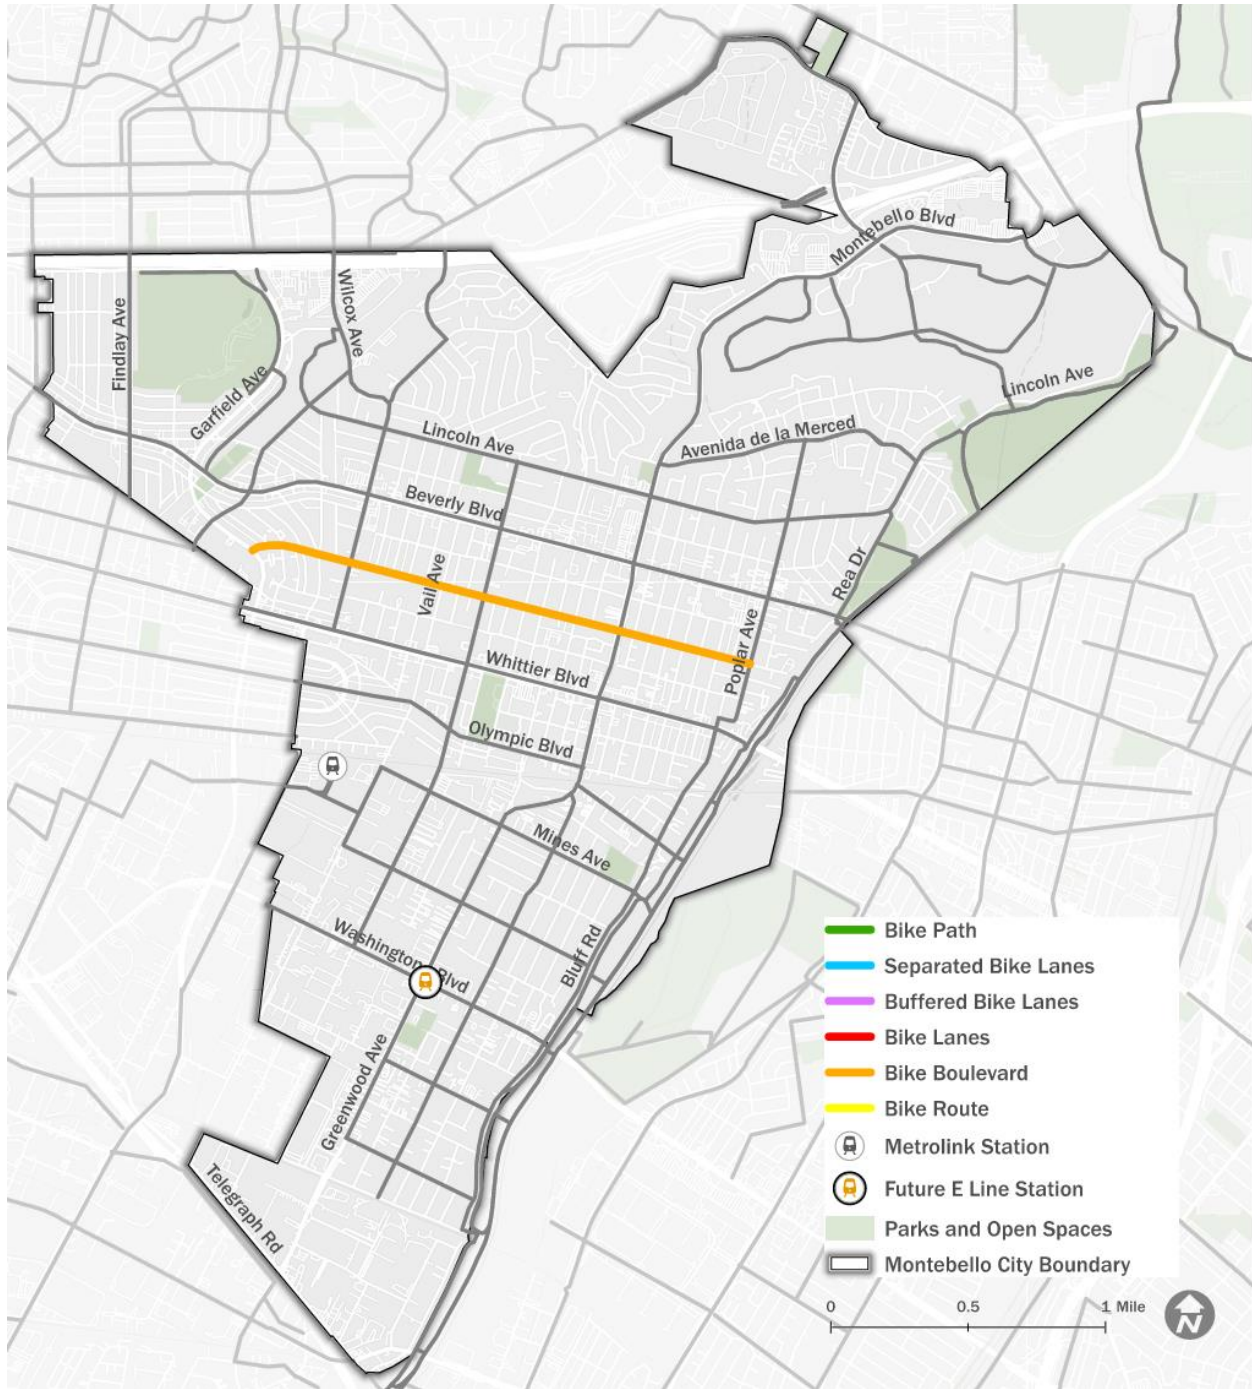 Montebello Blvd
Wilcox Ave
Findlay Ave
Garfield Ave
Lincoln Ave
Lincoln Ave
Avenida de la Merced
Beverly Blvd
Vail Ave
Rea Dr
Poplar Ave
Whittier Blvd
Olympic Blvd
Mines Ave
Washington Blvd
Bluff Rd
Greenwood Ave
Telegraph Rd
Bike Path
Separated Bike Lanes
Buffered Bike Lanes
Bike Lanes
Bike Boulevard
Bike Route
Metrolink Station
Future E Line Station
Parks and Open Spaces
Montebello City Boundary
0 0.5 1 Mile
N